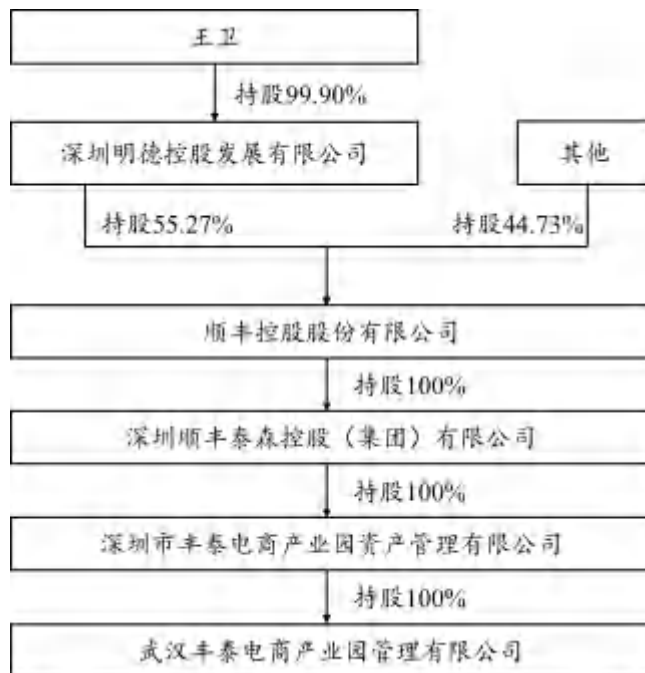 王卫
持股99.90%
深圳明德控股发展有限公司
其他
持股55.27%
持股44.73%
顺丰控股股份有限公司
持股100%
深圳顺丰泰森控股（集团）有限公司
持股100%
深圳市丰泰电商产业园资产管理有限公司
持股100%
武汉丰泰电商产业园管理有限公司